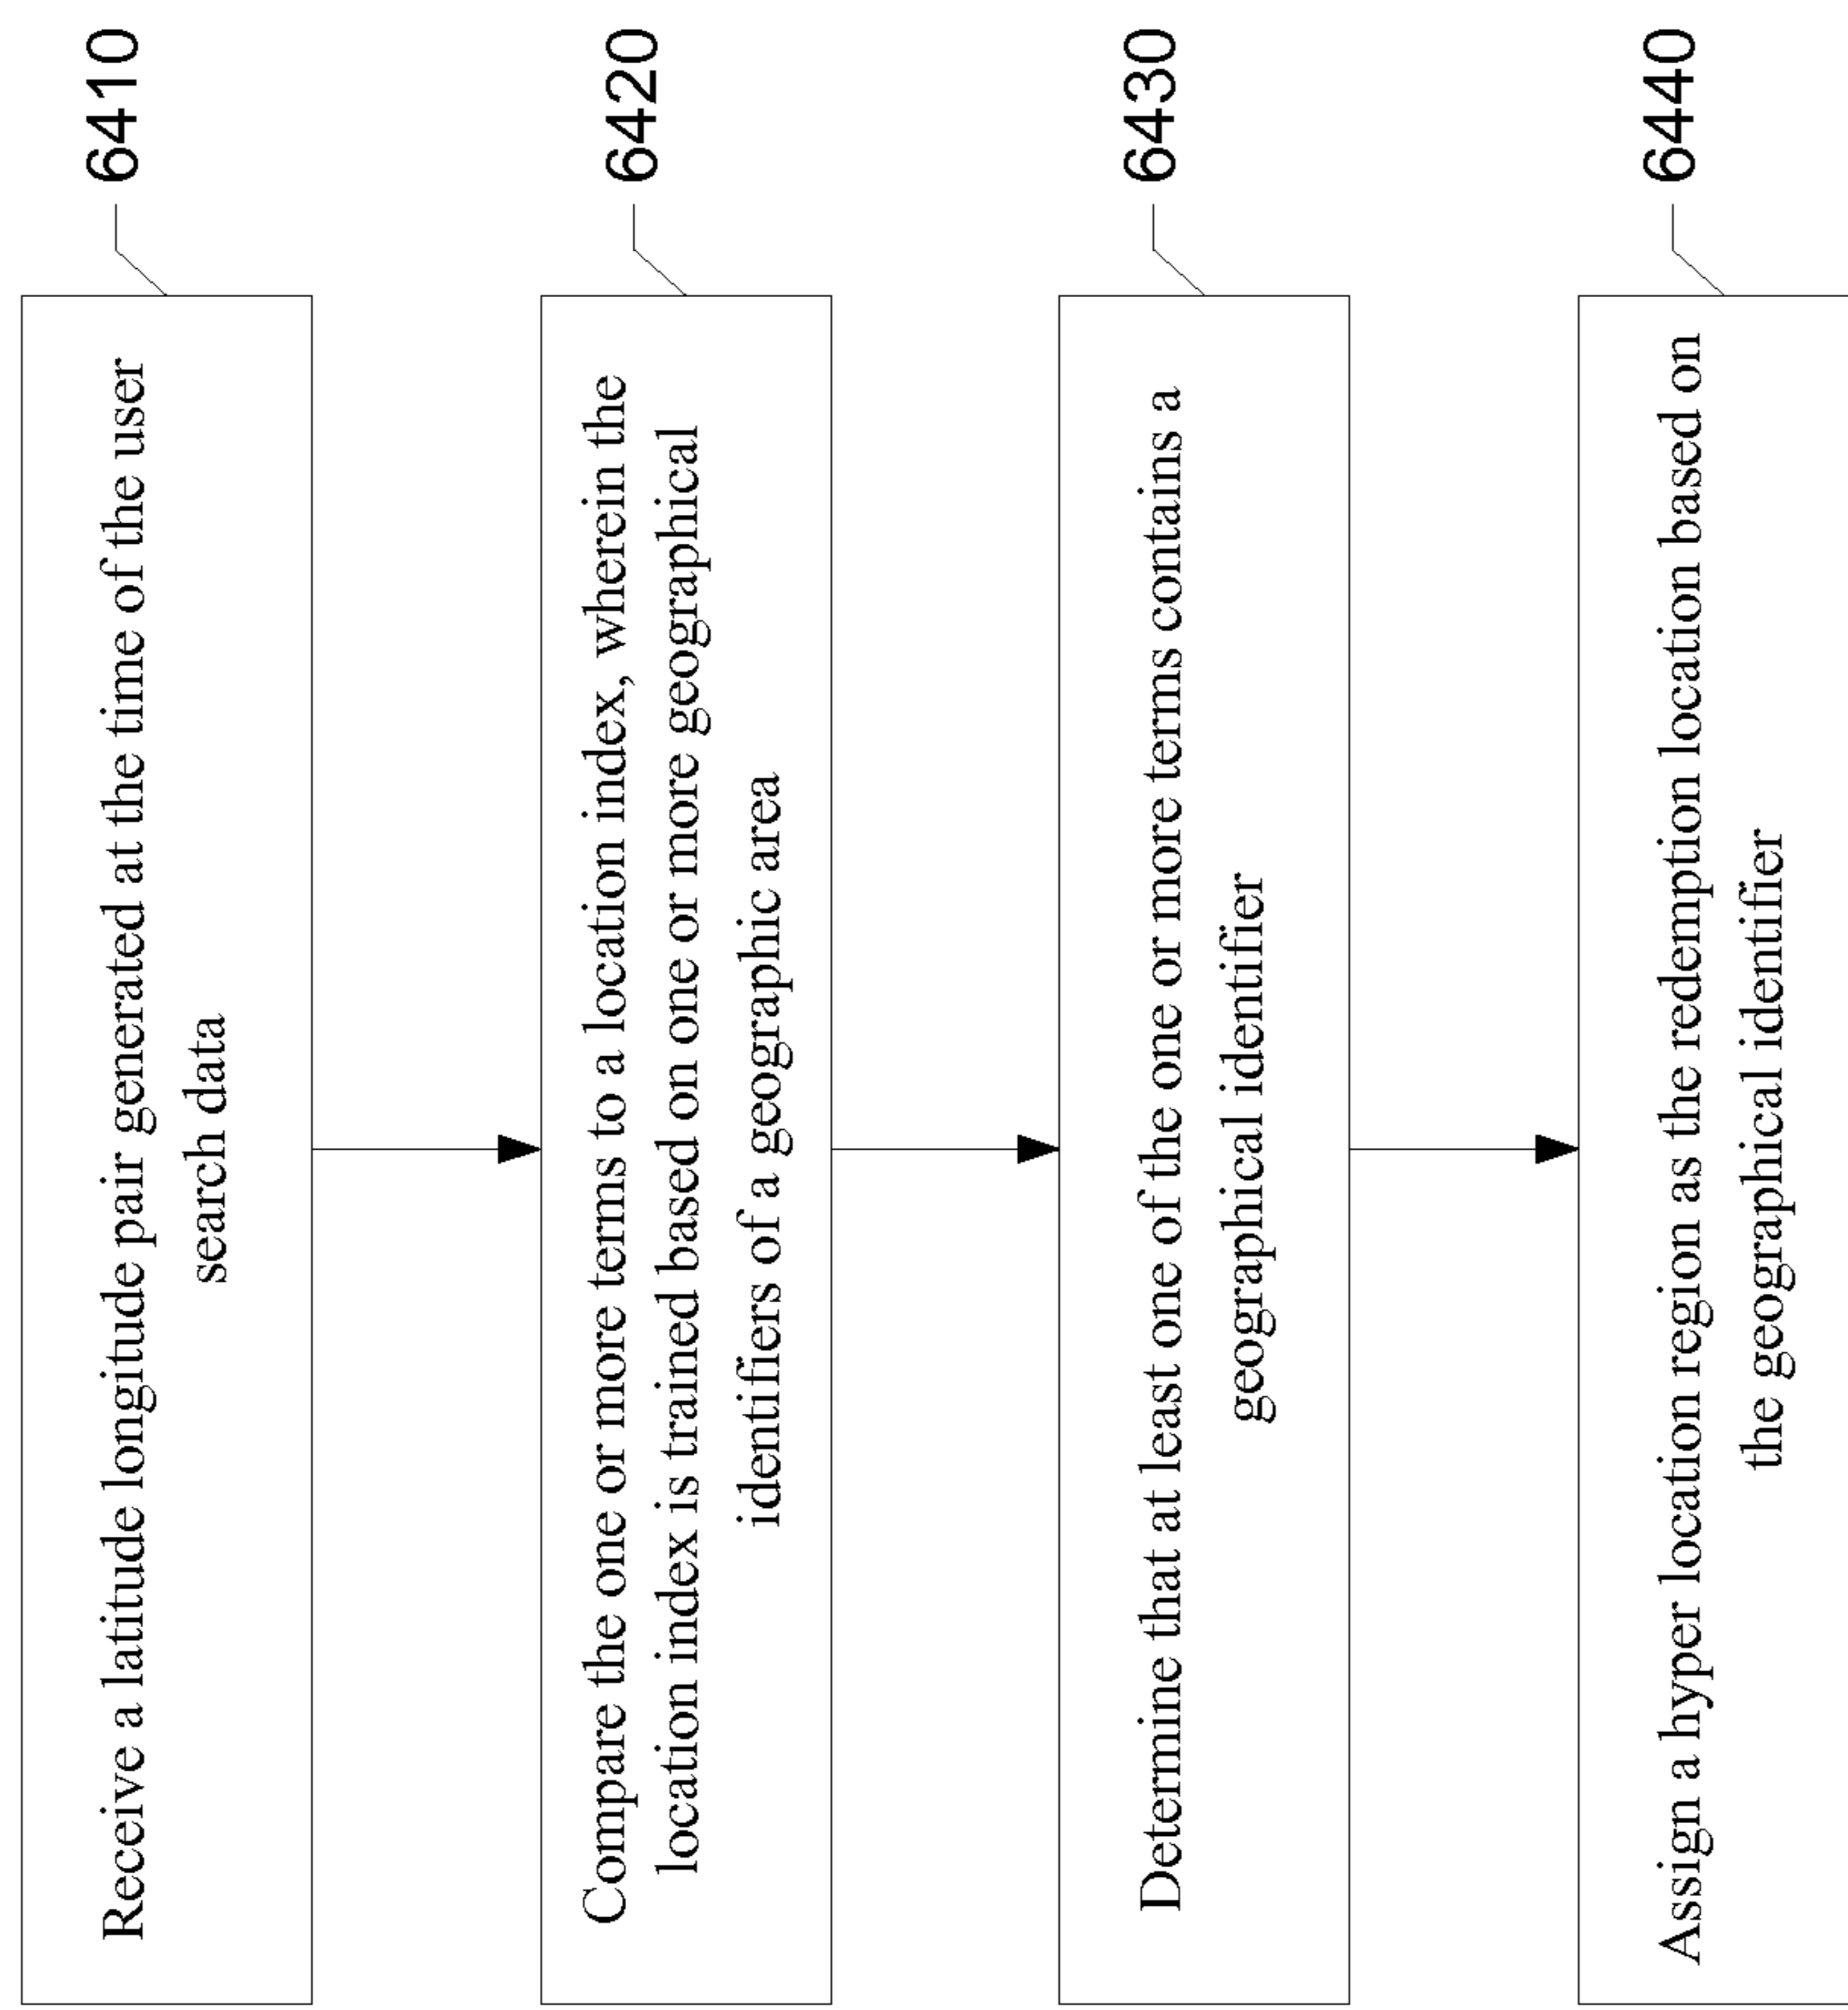 Receive a latitude longitude pair generated at the time of the user
search data
6410
Compare the one or more terms to a location index, wherein the
location index is trained based on one or more geographical
identifiers of a geographic area
6420
Determine that at least one of the one or more terms contains a
geographical identifier
6430
Assign a hyper location region as the redemption location based on
the geographical identifier
6440